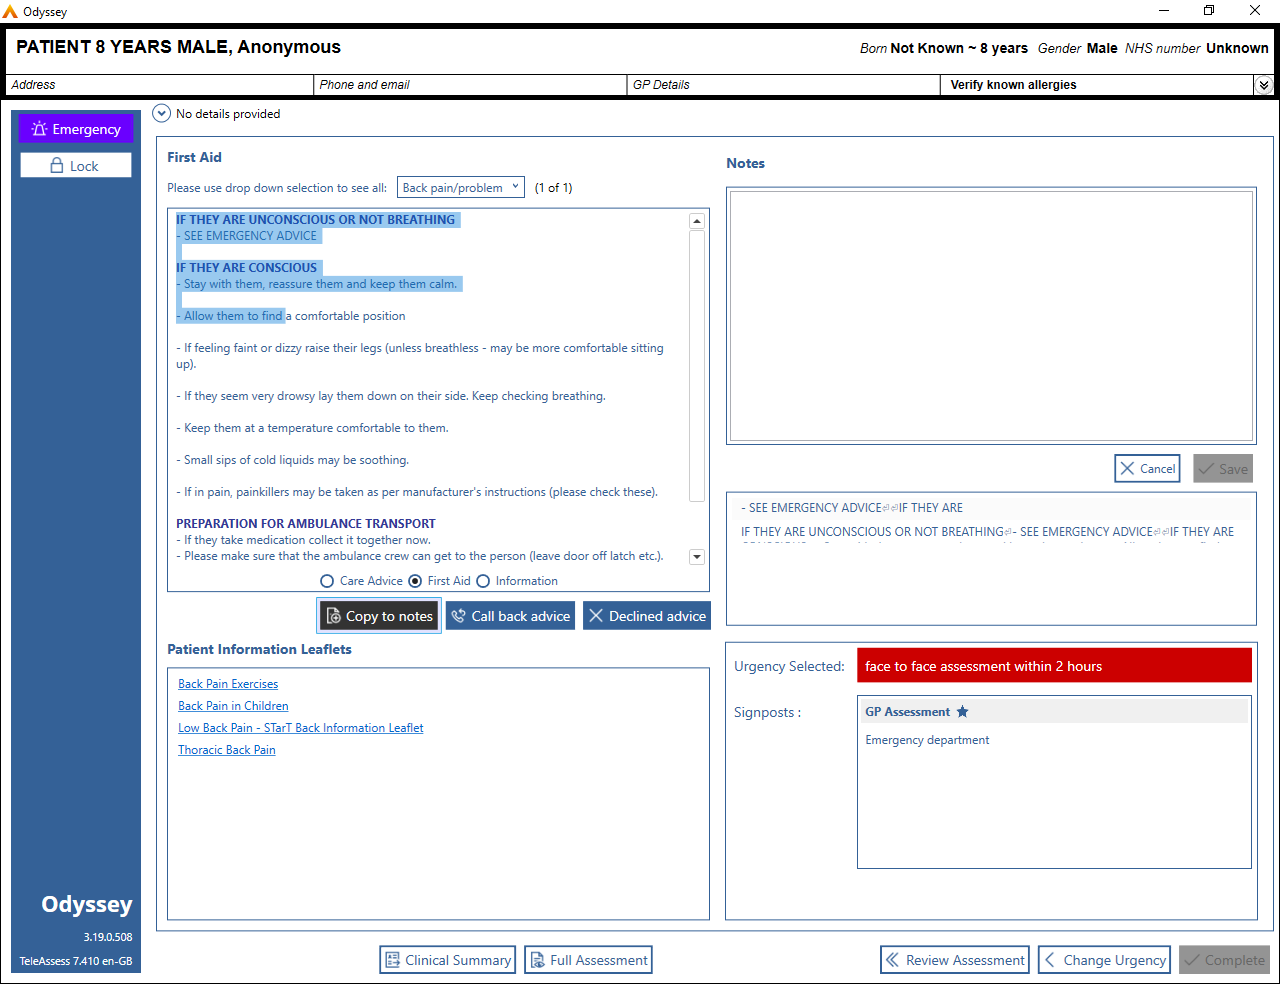 Odyssey
PATIENT 8 YEARS MALE, Anonymous
Born Not Known ~ 8 years Gender Male NHS number Unknown
Address
Phone and email
GP Details
Verify known allergies
Emergency
Lock
No details provided
First Aid
Please use drop down selection to see all: Back pain/problem (1 of 1)
IF THEY ARE UNCONSCIOUS OR NOT BREATHING
- SEE EMERGENCY ADVICE
IF THEY ARE CONSCIOUS
- Stay with them, reassure them and keep them calm.
- Allow them to find a comfortable position
- If feeling faint or dizzy raise their legs (unless breathless - may be more comfortable sitting
up).
- If they seem very drowsy lay them down on their side. Keep checking breathing.
- Keep them at a temperature comfortable to them.
- Small sips of cold liquids may be soothing.
- If in pain, painkillers may be taken as per manufacturer's instructions (please check these).
PREPARATION FOR AMBULANCE TRANSPORT
- If they take medication collect it together now.
- Please make sure that the ambulance crew can get to the person (leave door off latch etc.).
Care Advice First Aid Information
Copy to notes
Call back advice
Declined advice
Patient Information Leaflets
Back Pain Exercises
Back Pain in Children
Low Back Pain - STarT Back Information Leaflet
Thoracic Back Pain
Notes
Cancel
Save
- SEE EMERGENCY ADVICE⏎⏎IF THEY ARE
IF THEY ARE UNCONSCIOUS OR NOT BREATHING⏎- SEE EMERGENCY ADVICE⏎⏎IF THEY ARE
Urgency Selected: face to face assessment within 2 hours
Signposts :
GP Assessment
Emergency department
Odyssey
3.19.0.508
TeleAssess 7.410 en-GB
Clinical Summary
Full Assessment
Review Assessment
Change Urgency
Complete